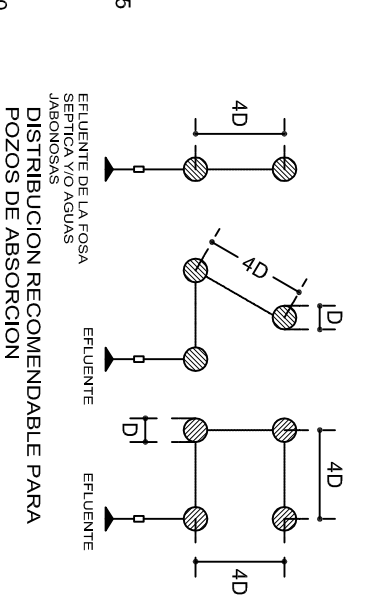 5
4D
4D
D
4D
D
4D
EFLUENTE DE LA FOSA
SEPTICA Y/O AGUAS
JABONOSAS
EFLUENTE
EFLUENTE
DISTRIBUCION RECOMENDABLE PARA
POZOS DE ABSORCION